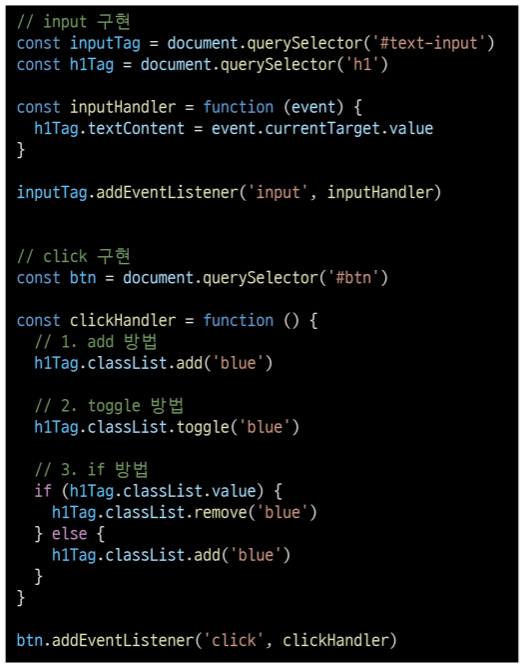 // input 구현
const inputTag = document.querySelector('#text-input')
const h1Tag = document.querySelector('h1')

const inputHandler = function (event) {
  h1Tag.textContent = event.currentTarget.value
}

inputTag.addEventListener('input', inputHandler)


// click 구현
const btn = document.querySelector('#btn')

const clickHandler = function () {
  // 1. add 방법
  h1Tag.classList.add('blue')

  // 2. toggle 방법
  h1Tag.classList.toggle('blue')

  // 3. if 방법
  if (h1Tag.classList.value) {
    h1Tag.classList.remove('blue')
  } else {
    h1Tag.classList.add('blue')
  }
}

btn.addEventListener('click', clickHandler)